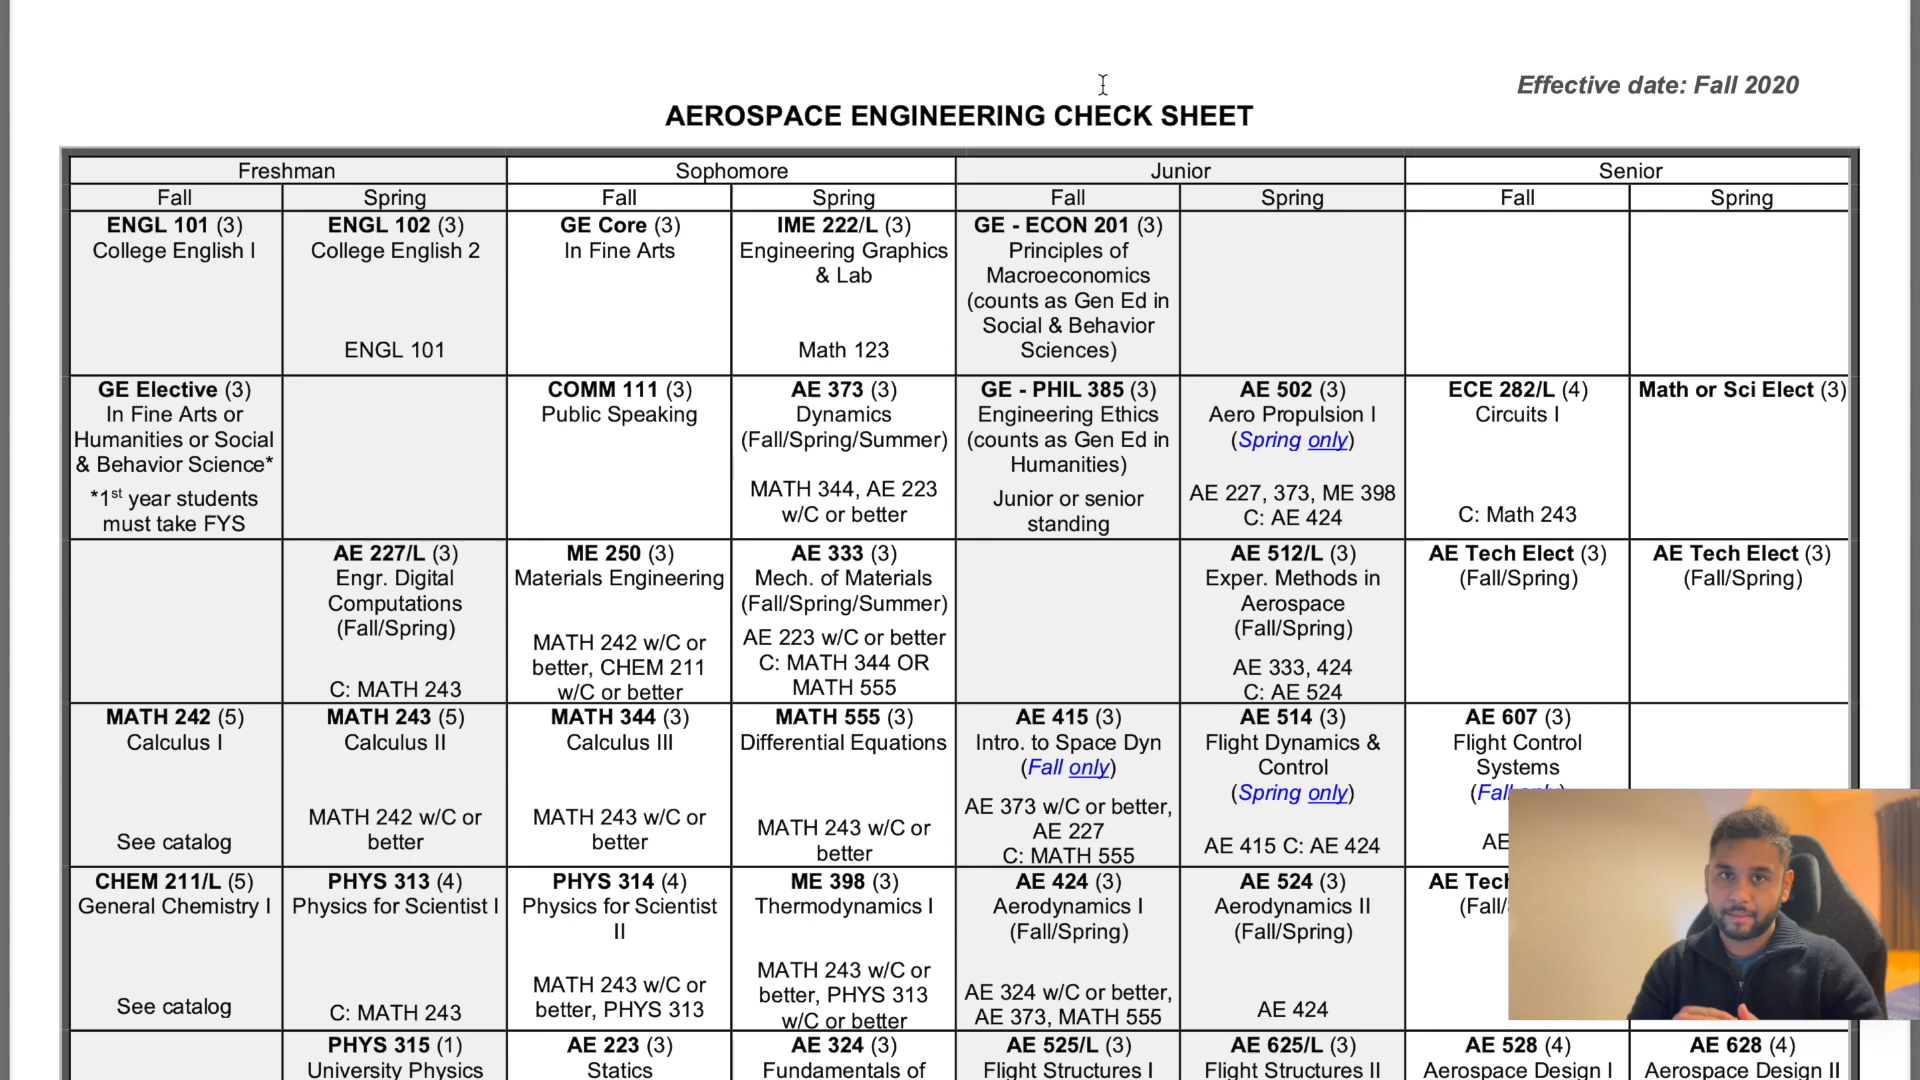 Effective date: Fall 2020
AEROSPACE ENGINEERING CHECK SHEET
Freshman
Sophomore
Junior
Senior
Fall
Spring
Fall
Spring
Fall
Spring
Fall
Spring
ENGL 101 (3)
College English I
ENGL 102 (3)
College English 2
ENGL 101
GE Core (3)
In Fine Arts
IME 222/L (3)
Engineering Graphics
& Lab
Math 123
GE - ECON 201 (3)
Principles of
Macroeconomics
(counts as Gen Ed in
Social & Behavior
Sciences)
GE Elective (3)
In Fine Arts or
Humanities or Social
& Behavior Science*
*1st year students
must take FYS
COMM 111 (3)
Public Speaking
AE 373 (3)
Dynamics
(Fall/Spring/Summer)
MATH 344, AE 223
w/C or better
GE - PHIL 385 (3)
Engineering Ethics
(counts as Gen Ed in
Humanities)
Junior or senior
standing
AE 502 (3)
Aero Propulsion I
(Spring only)
AE 227, 373, ME 398
C: AE 424
ECE 282/L (4)
Circuits I
C: Math 243
Math or Sci Elect (3)
AE 227/L (3)
Engr. Digital
Computations
(Fall/Spring)
C: MATH 243
ME 250 (3)
Materials Engineering
MATH 242 w/C or
better, CHEM 211
w/C or better
AE 333 (3)
Mech. of Materials
(Fall/Spring/Summer)
AE 223 w/C or better
C: MATH 344 OR
MATH 555
AE 512/L (3)
Exper. Methods in
Aerospace
(Fall/Spring)
AE 333, 424
C: AE 524
AE Tech Elect (3)
(Fall/Spring)
AE Tech Elect (3)
(Fall/Spring)
MATH 242 (5)
Calculus I
See catalog
MATH 243 (5)
Calculus II
MATH 242 w/C or
better
MATH 344 (3)
Calculus III
MATH 243 w/C or
better
MATH 555 (3)
Differential Equations
MATH 243 w/C or
better
AE 415 (3)
Intro. to Space Dyn
(Fall only)
AE 373 w/C or better,
AE 227
C: MATH 555
AE 514 (3)
Flight Dynamics &
Control
(Spring only)
AE 415 C: AE 424
AE 607 (3)
Flight Control
Systems
(Fall only)
AE
CHEM 211/L (5)
General Chemistry I
See catalog
PHYS 313 (4)
Physics for Scientist I
C: MATH 243
PHYS 314 (4)
Physics for Scientist
II
MATH 243 w/C or
better, PHYS 313
ME 398 (3)
Thermodynamics I
MATH 243 w/C or
better, PHYS 313
w/C or better
AE 424 (3)
Aerodynamics I
(Fall/Spring)
AE 324 w/C or better,
AE 373, MATH 555
AE 524 (3)
Aerodynamics II
(Fall/Spring)
AE 424
AE Tech
(Fall/
PHYS 315 (1)
University Physics
AE 223 (3)
Statics
AE 324 (3)
Fundamentals of
AE 525/L (3)
Flight Structures I
AE 625/L (3)
Flight Structures II
AE 528 (4)
Aerospace Design I
AE 628 (4)
Aerospace Design II